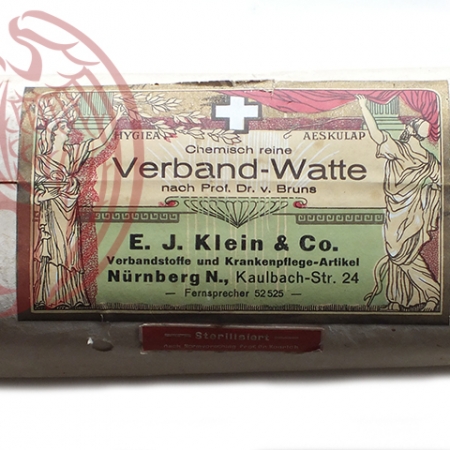 HYGIEA
AESKULAP
Chemisch reine
Verband-Watte
nach Prof. Dr. v. Bruns
E. J. Klein & Co.
Verbandstoffe und Krankenpflege-Artikel
Nürnberg N., Kaulbach-Str. 24
— Fernsprecher 52525 —
Sterilisiert